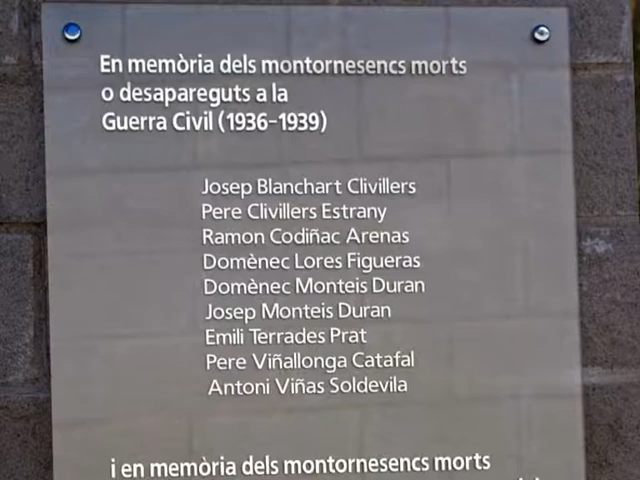 En memòria dels montornesencs morts
o desapareguts a la
Guerra Civil (1936-1939)
Josep Blanchart Clivillers
Pere Clivillers Estrany
Ramon Codiñac Arenas
Domènec Lores Figueras
Domènec Monteis Duran
Josep Monteis Duran
Emili Terrades Prat
Pere Viñallonga Catafal
Antoni Viñas Soldevila
i en memòria dels montornesencs morts